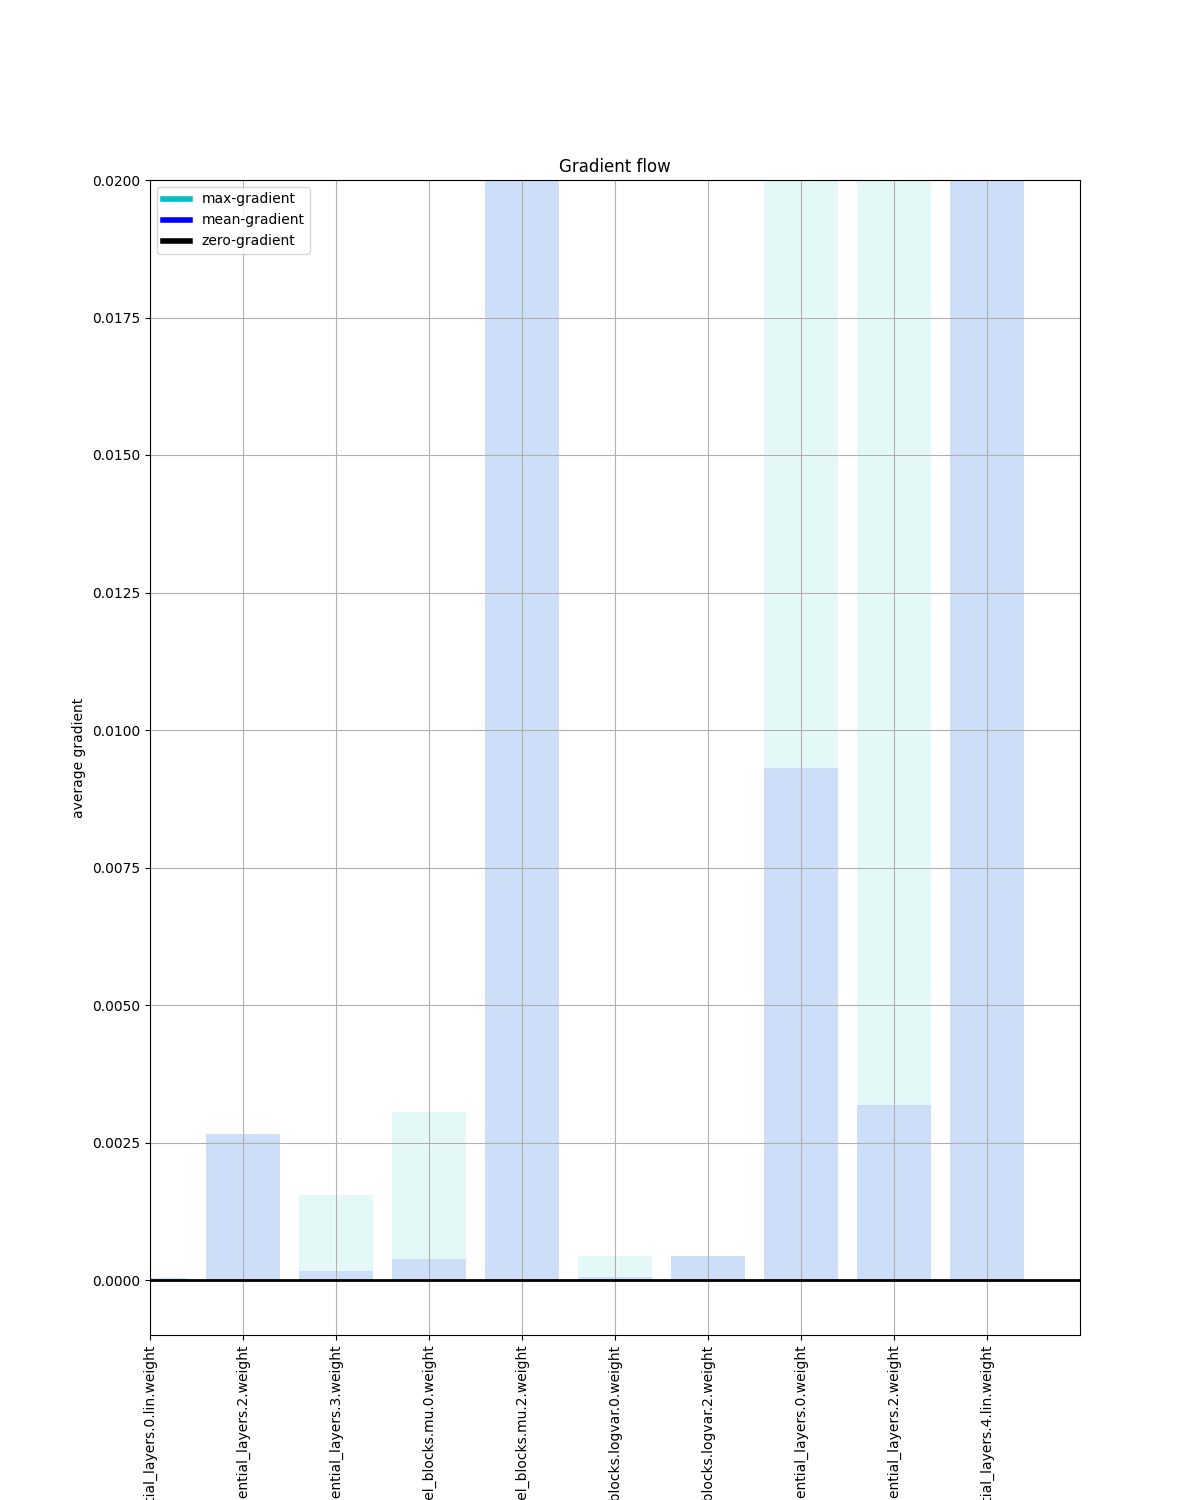 Gradient flow
max-gradient
mean-gradient
zero-gradient
0.0200
0.0175
0.0150
0.0125
0.0100
0.0075
0.0050
0.0025
0.0000
average gradient
tial_layers.0.lin.weight
ential_layers.2.weight
ential_layers.3.weight
el_blocks.mu.0.weight
el_blocks.mu.2.weight
blocks.logvar.0.weight
blocks.logvar.2.weight
ential_layers.0.weight
ential_layers.2.weight
tial_layers.4.lin.weight